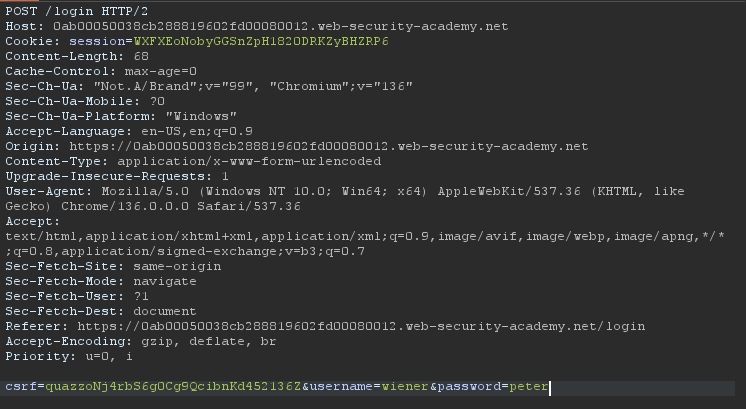 POST /login HTTP/2
Host: 0ab00050038cb288819602fd00080012.web-security-academy.net
Cookie: session=WXFXEoNobyGGSnZpHl82ODRKZyBHZRP6
Content-Length: 68
Cache-Control: max-age=0
Sec-Ch-Ua: "Not.A/Brand";v="99", "Chromium";v="136"
Sec-Ch-Ua-Mobile: ?0
Sec-Ch-Ua-Platform: "Windows"
Accept-Language: en-US,en;q=0.9
Origin: https://0ab00050038cb288819602fd00080012.web-security-academy.net
Content-Type: application/x-www-form-urlencoded
Upgrade-Insecure-Requests: 1
User-Agent: Mozilla/5.0 (Windows NT 10.0; Win64; x64) AppleWebKit/537.36 (KHTML, like
Gecko) Chrome/136.0.0.0 Safari/537.36
Accept:
text/html,application/xhtml+xml,application/xml;q=0.9,image/avif,image/webp,image/apng,*/*
;q=0.8,application/signed-exchange;v=b3;q=0.7
Sec-Fetch-Site: same-origin
Sec-Fetch-Mode: navigate
Sec-Fetch-User: ?1
Sec-Fetch-Dest: document
Referer: https://0ab00050038cb288819602fd00080012.web-security-academy.net/login
Accept-Encoding: gzip, deflate, br
Priority: u=0, i
csrf=quazzoNj4rbS6g0Cg9QcibnKd452136Z&username=wiener&password=peter